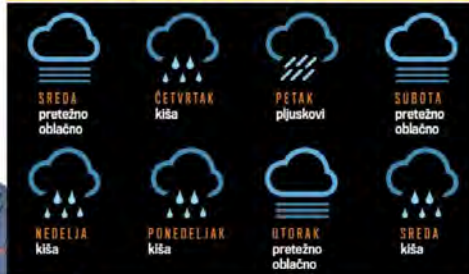 SREDA
pretežno
oblačno
ČETVRTAK
kiša
PETAK
pljuskovi
SUBOTA
pretežno
oblačno
NEDELJA
kiša
PONEDELJAK
kiša
UTORAK
pretežno
oblačno
SREDA
kiša